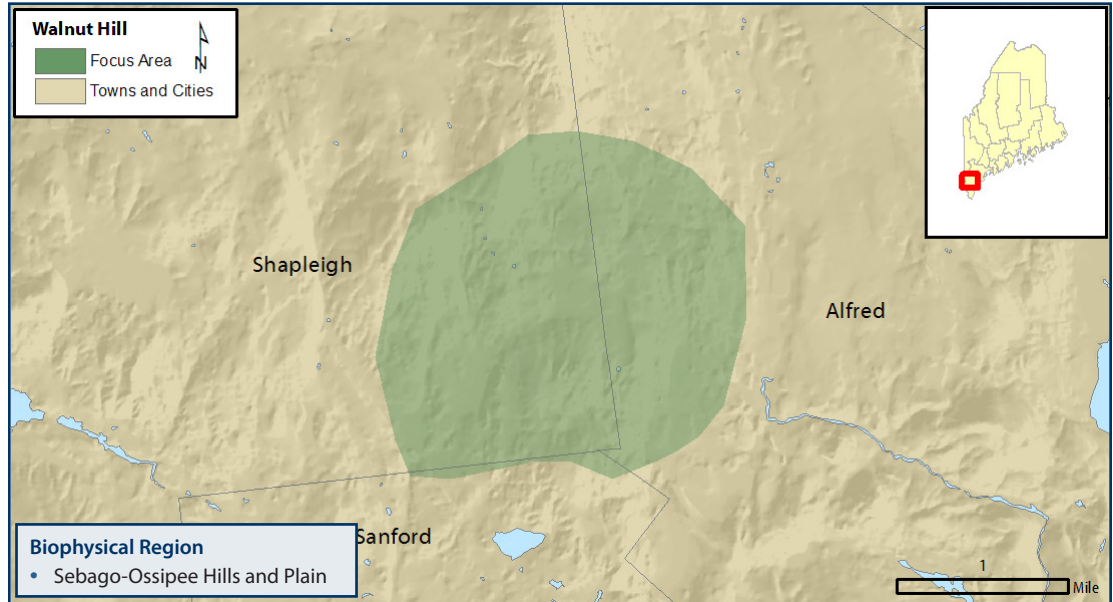 Walnut Hill
N
Focus Area
Towns and Cities
Shapleigh
Alfred
Sanford
Biophysical Region
• Sebago-Ossipee Hills and Plain
1
Mile